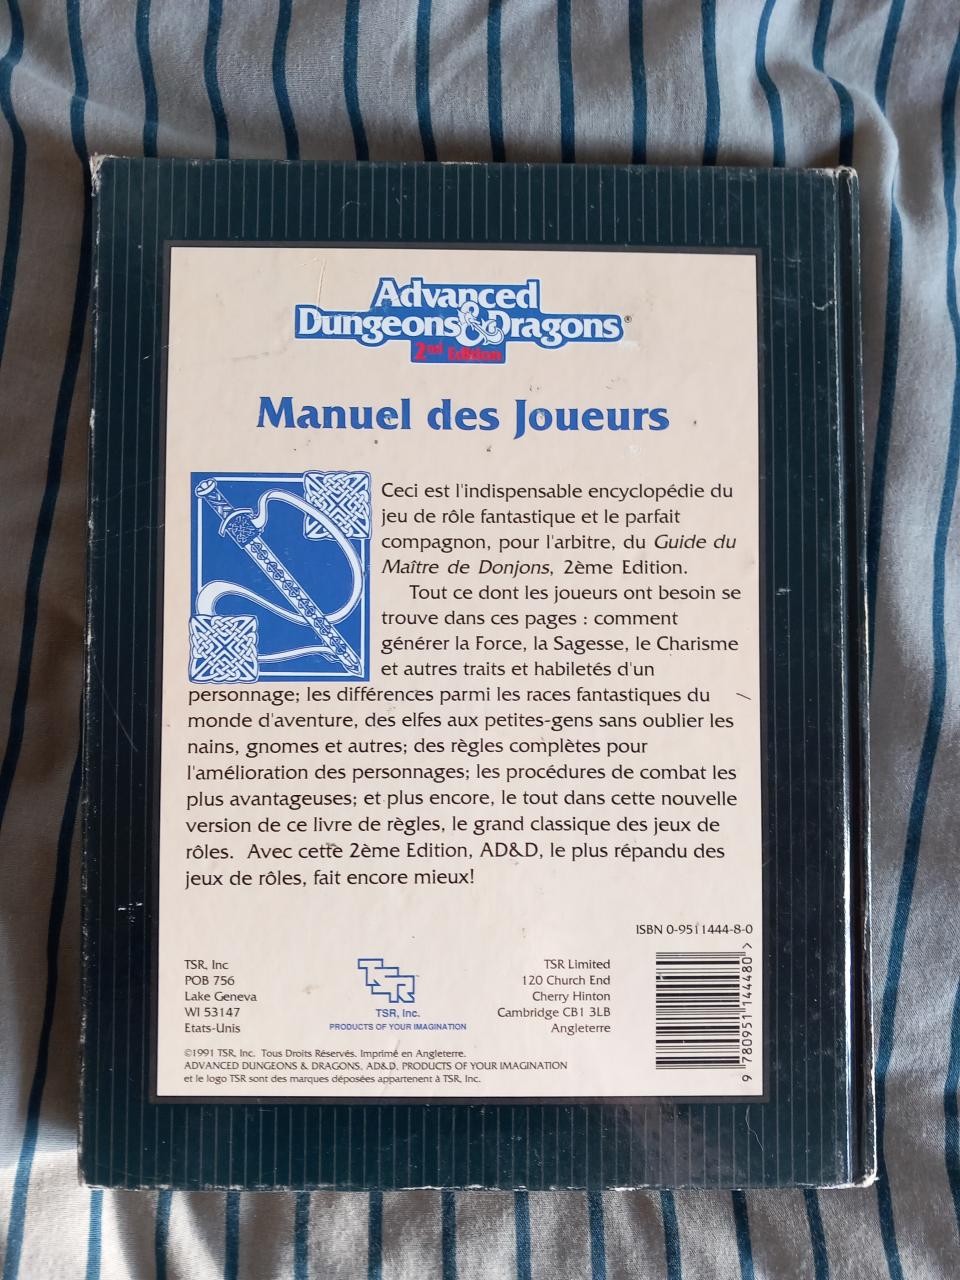 Advanced
Dungeons & Dragons®
2nd Edition
Manuel des Joueurs
Ceci est l'indispensable encyclopédie du
jeu de rôle fantastique et le parfait
compagnon, pour l'arbitre, du Guide du
Maître de Donjons, 2ème Edition.
Tout ce dont les joueurs ont besoin se
trouve dans ces pages : comment
générer la Force, la Sagesse, le Charisme
et autres traits et habiletés d'un
personnage; les différences parmi les races fantastiques du
monde d'aventure, des elfes aux petites-gens sans oublier les
nains, gnomes et autres; des règles complètes pour
l'amélioration des personnages; les procédures de combat les
plus avantageuses; et plus encore, le tout dans cette nouvelle
version de ce livre de règles, le grand classique des jeux de
rôles. Avec cette 2ème Edition, AD&D, le plus répandu des
jeux de rôles, fait encore mieux!
ISBN 0-9511444-8-0
TSR, Inc
POB 756
Lake Geneva
WI 53147
Etats-Unis
TSR™
TSR, Inc.
PRODUCTS OF YOUR IMAGINATION
TSR Limited
120 Church End
Cherry Hinton
Cambridge CB1 3LB
Angleterre
9 780951 144480 >
©1991 TSR, Inc. Tous Droits Réservés. Imprimé en Angleterre.
ADVANCED DUNGEONS & DRAGONS, AD&D, PRODUCTS OF YOUR IMAGINATION
et le logo TSR sont des marques déposées appartenent à TSR, Inc.